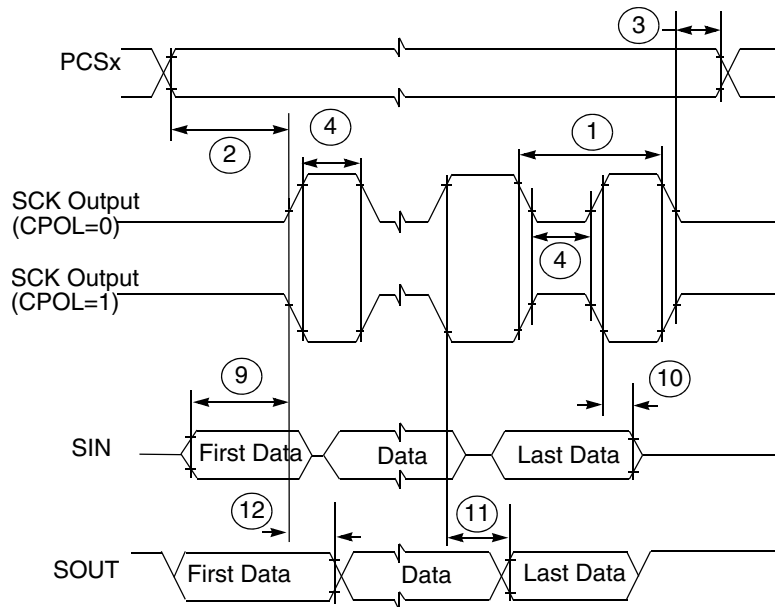 3
PCSx
2
4
1
SCK Output
(CPOL=0)
4
SCK Output
(CPOL=1)
9
10
SIN
First Data
Data
Last Data
12
11
SOUT
First Data
Data
Last Data